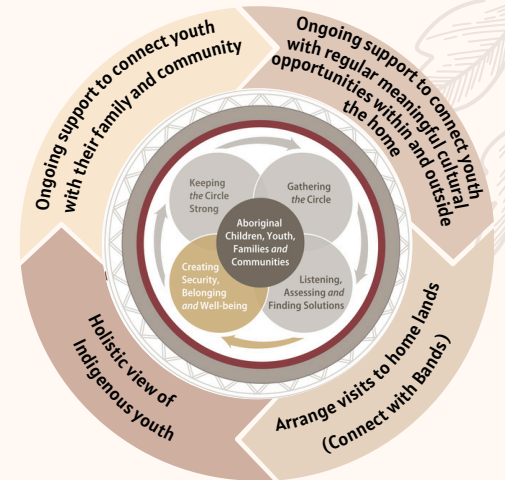 Ongoing support to connect youth
with their family and community
Ongoing support to connect youth
with regular meaningful cultural
opportunities within and outside
the home
Arrange visits to home lands
(Connect with Bands )
Holistic view of
Indigenous youth
Keeping
the Circle
Strong
Gathering
the Circle
Aboriginal
Children, Youth,
Families and
Communities
Creating
Security,
Belonging
and Well-being
Listening,
Assessing and
Finding Solutions